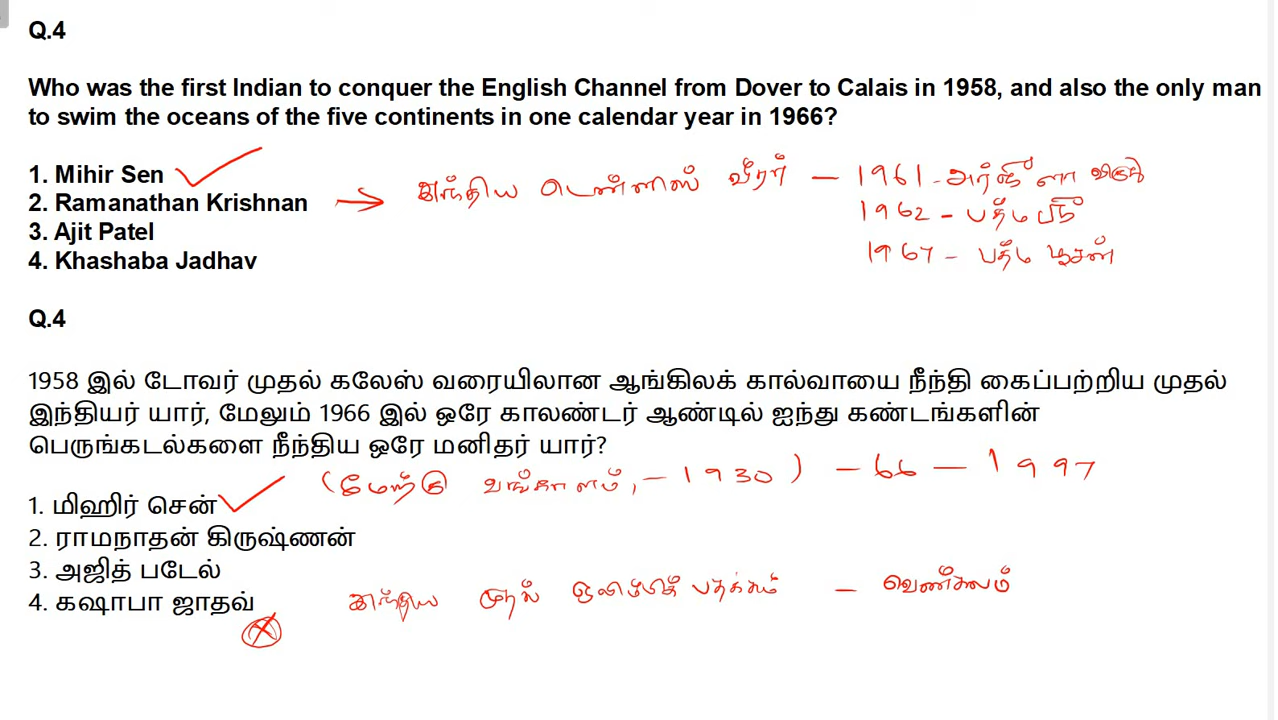 Q.4
Who was the first Indian to conquer the English Channel from Dover to Calais in 1958, and also the only man
to swim the oceans of the five continents in one calendar year in 1966?
1. Mihir Sen
2. Ramanathan Krishnan
இந்திய டென்னிஸ் வீரர் – 1961 - அர்ஜுனா விருது
1962 - பத்மஸ்ரீ
1967 - பத்ம பூசண்
3. Ajit Patel
4. Khashaba Jadhav
Q.4
1958 இல் டோவர் முதல் கலேஸ் வரையிலான ஆங்கிலக் கால்வாயை நீந்தி கைப்பற்றிய முதல்
இந்தியர் யார், மேலும் 1966 இல் ஒரே காலண்டர் ஆண்டில் ஐந்து கண்டங்களின்
பெருங்கடல்களை நீந்திய ஒரே மனிதர் யார்?
(மேற்கு வங்காளம், – 1930) – 66 – 1997
1. மிஹிர் சென்
2. ராமநாதன் கிருஷ்ணன்
3. அஜித் படேல்
4. கஷாபா ஜாதவ்
இந்திய முதல் ஒலிம்பிக் பதக்கம் – வெண்கலம்